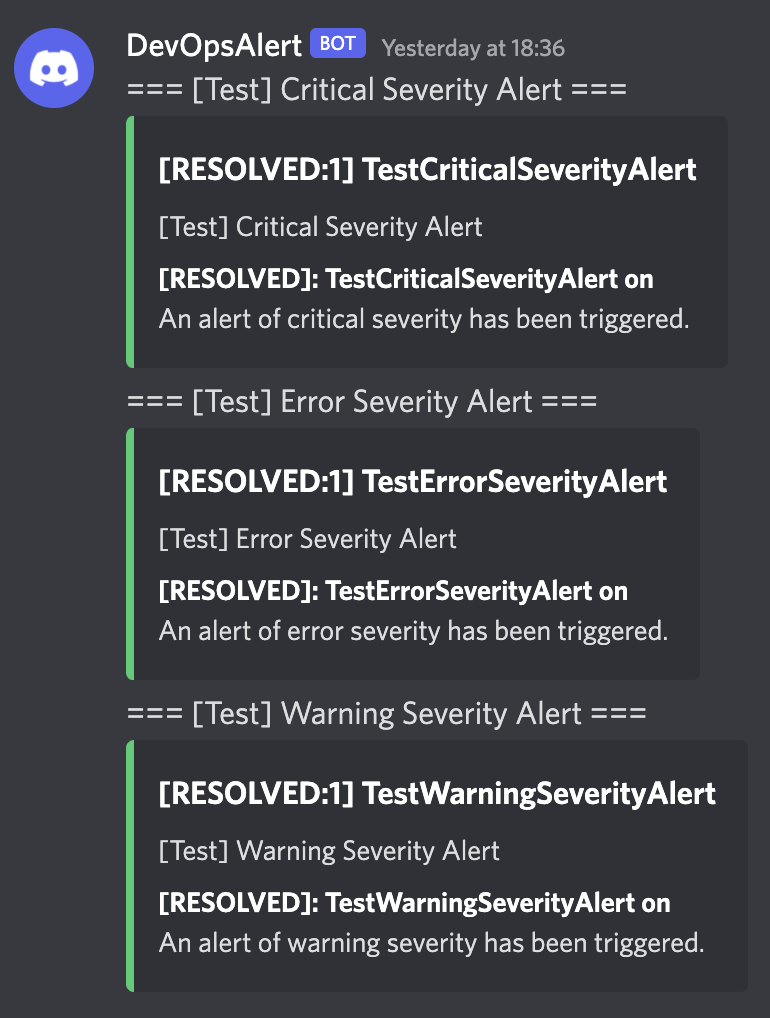 DevOpsAlert BOT Yesterday at 18:36
=== [Test] Critical Severity Alert ===
[RESOLVED:1] TestCriticalSeverityAlert
[Test] Critical Severity Alert
[RESOLVED]: TestCriticalSeverityAlert on
An alert of critical severity has been triggered.
=== [Test] Error Severity Alert ===
[RESOLVED:1] TestErrorSeverityAlert
[Test] Error Severity Alert
[RESOLVED]: TestErrorSeverityAlert on
An alert of error severity has been triggered.
=== [Test] Warning Severity Alert ===
[RESOLVED:1] TestWarningSeverityAlert
[Test] Warning Severity Alert
[RESOLVED]: TestWarningSeverityAlert on
An alert of warning severity has been triggered.